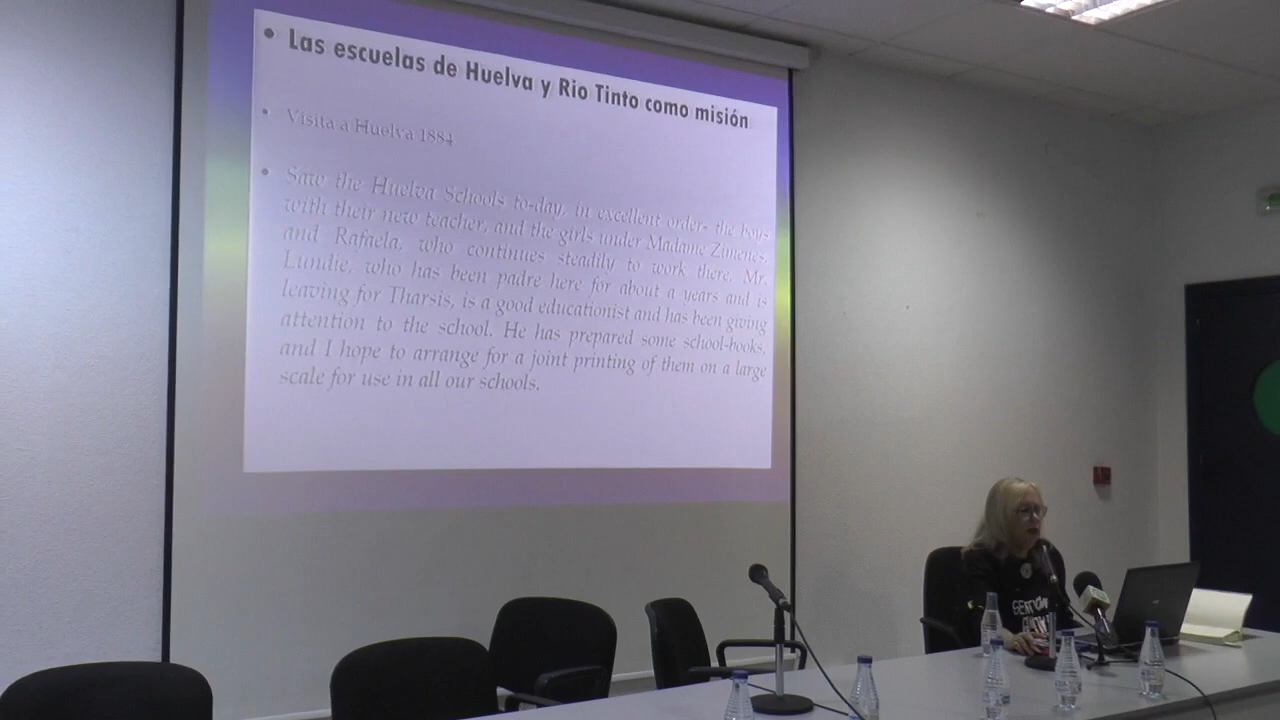 Las escuelas de Huelva y Rio Tinto como misión
Visita a Huelva 1884
Saw the Huelva Schools to-day, in excellent order- the boys
with their new teacher, and the girls under Madame Zimenes,
and Rafaela, who continues steadily to work there. Mr.
Lundie, who has been padre here for about a years and is
leaving for Tharsis, is a good educationist and has been giving
attention to the school. He has prepared some school-books,
and I hope to arrange for a joint printing of them on a large
scale for use in all our schools.